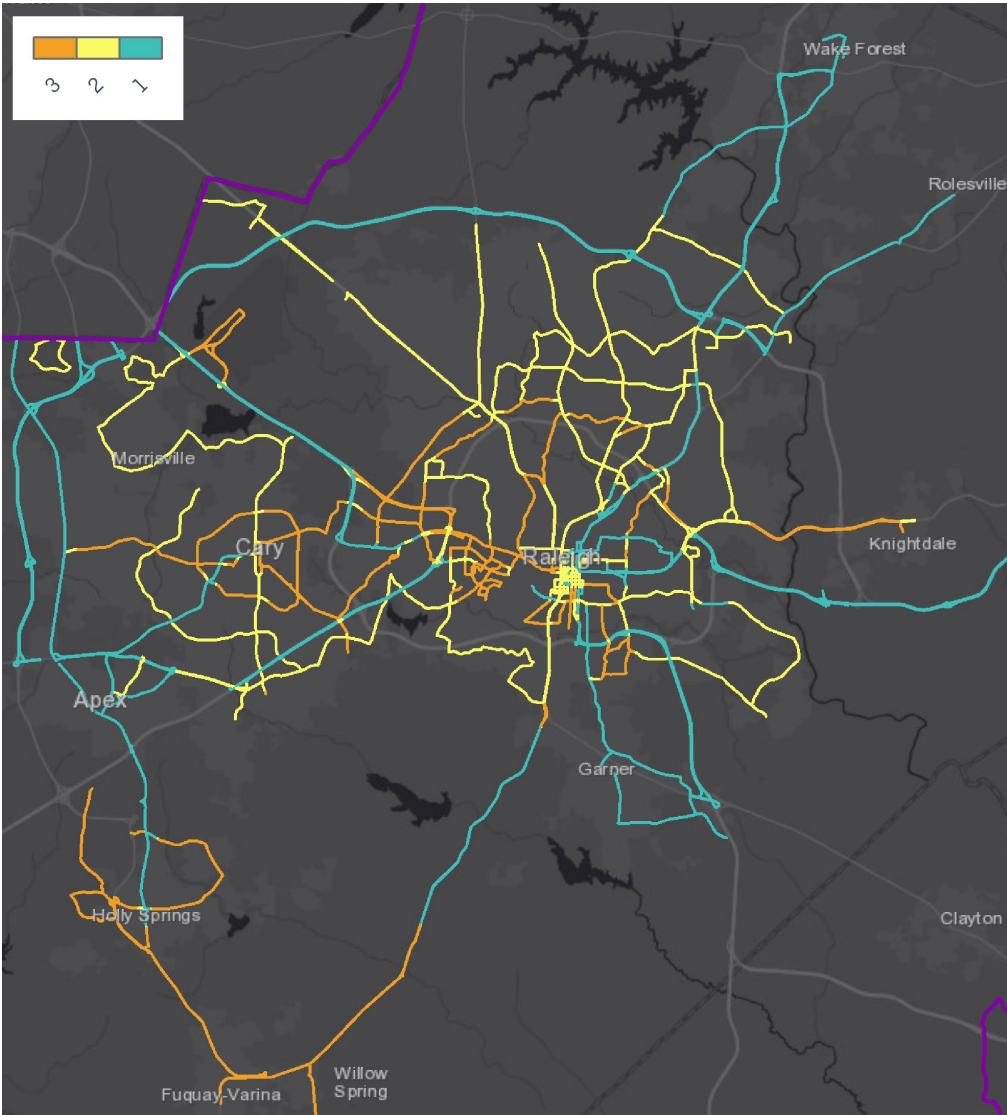 3
2
1
Wake Forest
Rolesville
Morrisville
Cary
Raleigh
Knightdale
Apex
Garner
Holly Springs
Clayton
Willow
Spring
Fuquay-Varina